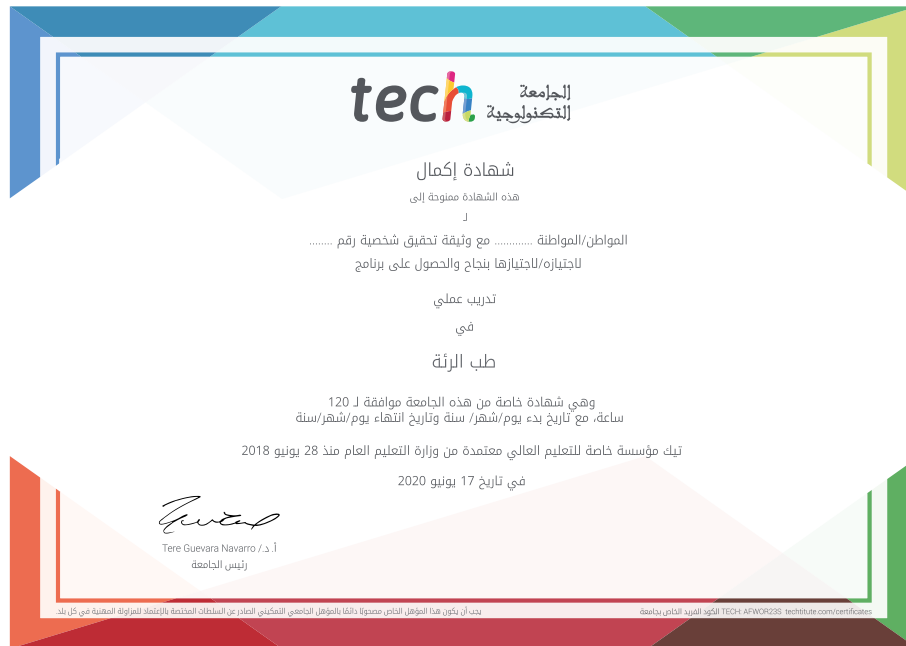 tech الجامعة
التكنولوجية
شهادة إكمال
هذه الشهادة ممنوحة إلى
لـ
المواطن/المواطنة ............. مع وثيقة تحقيق شخصية رقم ........
لاجتيازه/لاجتيازها بنجاح والحصول على برنامج
تدريب عملي
في
طب الرئة
وهي شهادة خاصة من هذه الجامعة موافقة لـ 120
ساعة، مع تاريخ بدء يوم/شهر/ سنة وتاريخ انتهاء يوم/شهر/سنة
تيك مؤسسة خاصة للتعليم العالي معتمدة من وزارة التعليم العام منذ 28 يونيو 2018
في تاريخ 17 يونيو 2020
أ. د./ Tere Guevara Navarro
رئيس الجامعة
يجب أن يكون هذا المؤهل الخاص مصحوبًا دائمًا بالمؤهل الجامعي التمكيني الصادر عن السلطات المختصة بالإعتماد للمزاولة المهنية في كل بلد.
الكود الفريد الخاص بجامعة TECH: AFWOR23S techtitute.com/certificates